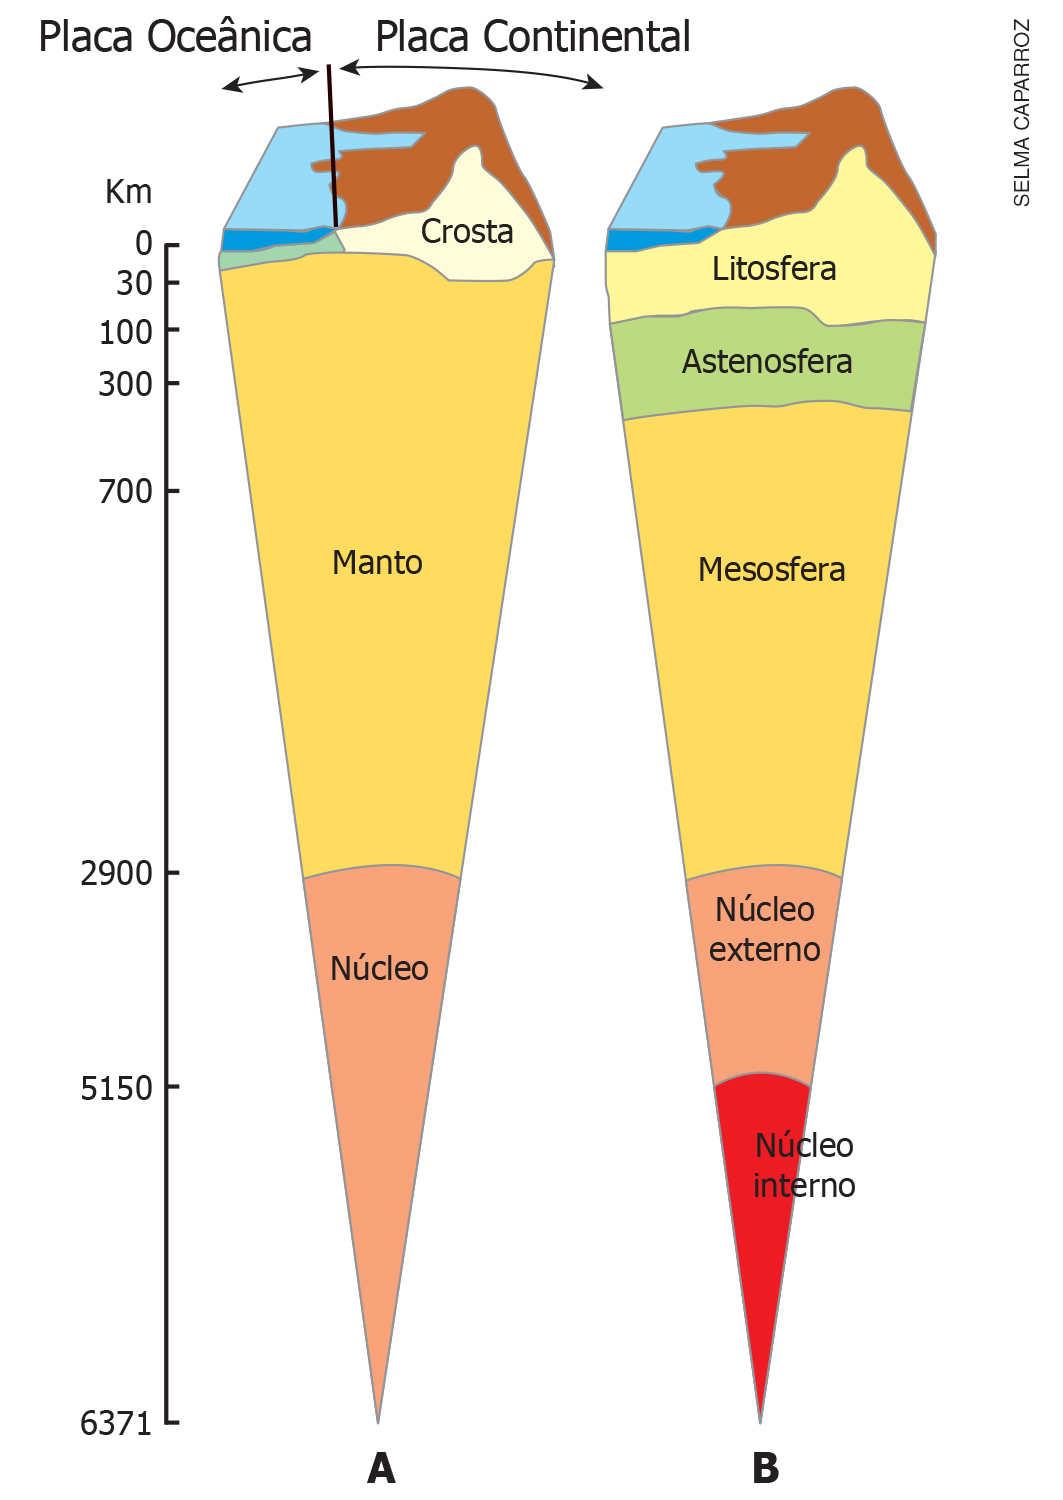 Placa Oceânica
Placa Continental
SELMA CAPARROZ
Km
0
30
100
300
700
2900
5150
6371
Crosta
Manto
Núcleo
A
Litosfera
Astenosfera
Mesosfera
Núcleo
externo
Núcleo
interno
B